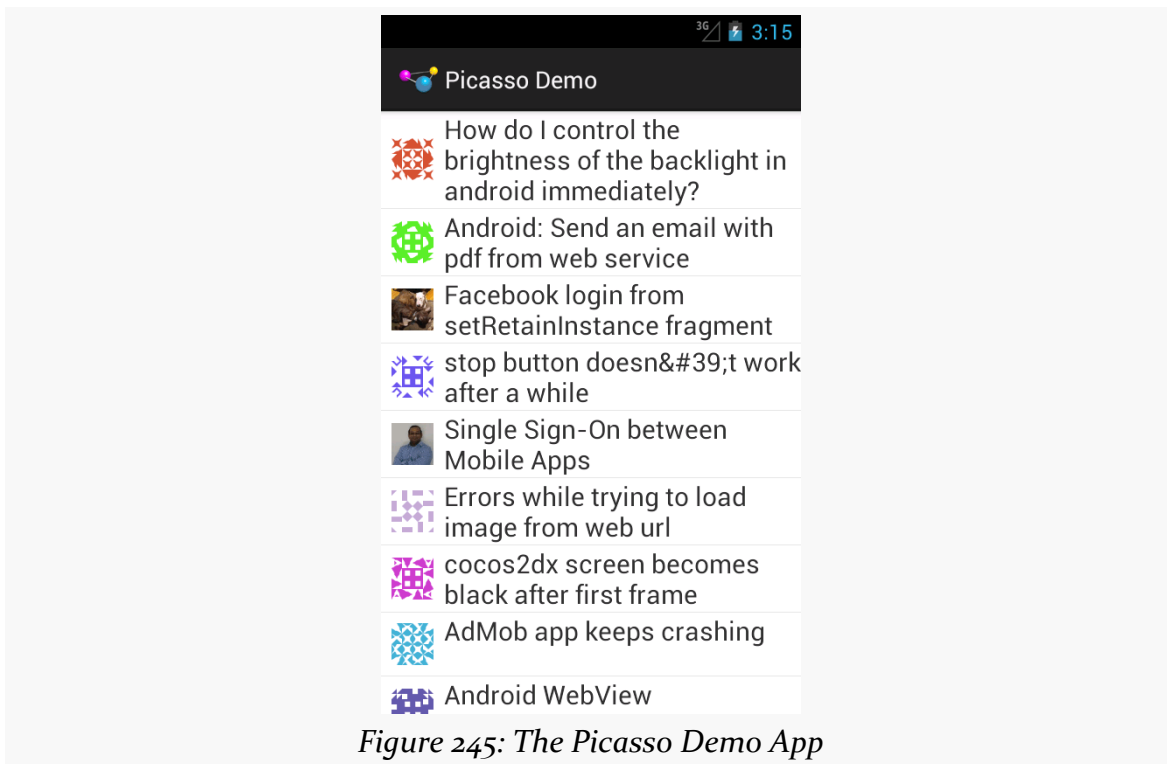 3G 3:15
Picasso Demo
How do I control the
brightness of the backlight in
android immediately?
Android: Send an email with
pdf from web service
Facebook login from
setRetainInstance fragment
stop button doesn&#39;t work
after a while
Single Sign-On between
Mobile Apps
Errors while trying to load
image from web url
cocos2dx screen becomes
black after first frame
AdMob app keeps crashing
Android WebView
Figure 245: The Picasso Demo App